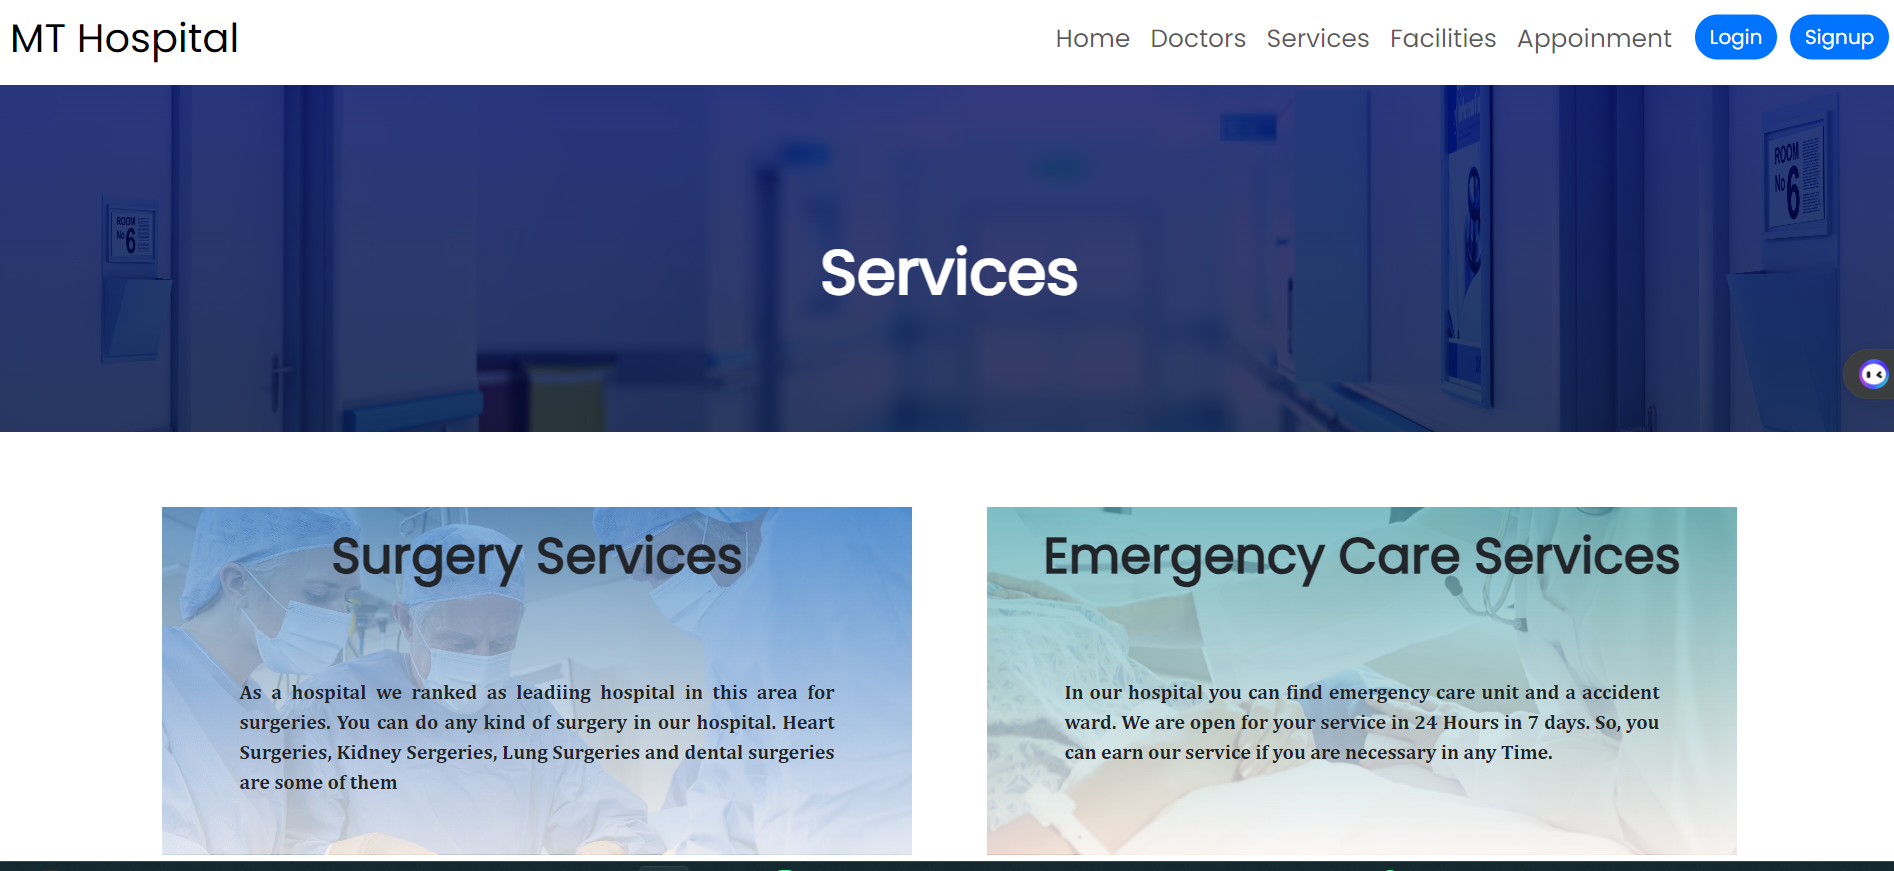 MT Hospital
Home Doctors Services Facilities Appoinment Login Signup
ROOM
No 6
ROOM
No 6
Services
Surgery Services
As a hospital we ranked as leadiing hospital in this area for
surgeries. You can do any kind of surgery in our hospital. Heart
Surgeries, Kidney Sergeries, Lung Surgeries and dental surgeries
are some of them
Emergency Care Services
In our hospital you can find emergency care unit and a accident
ward. We are open for your service in 24 Hours in 7 days. So, you
can earn our service if you are necessary in any Time.